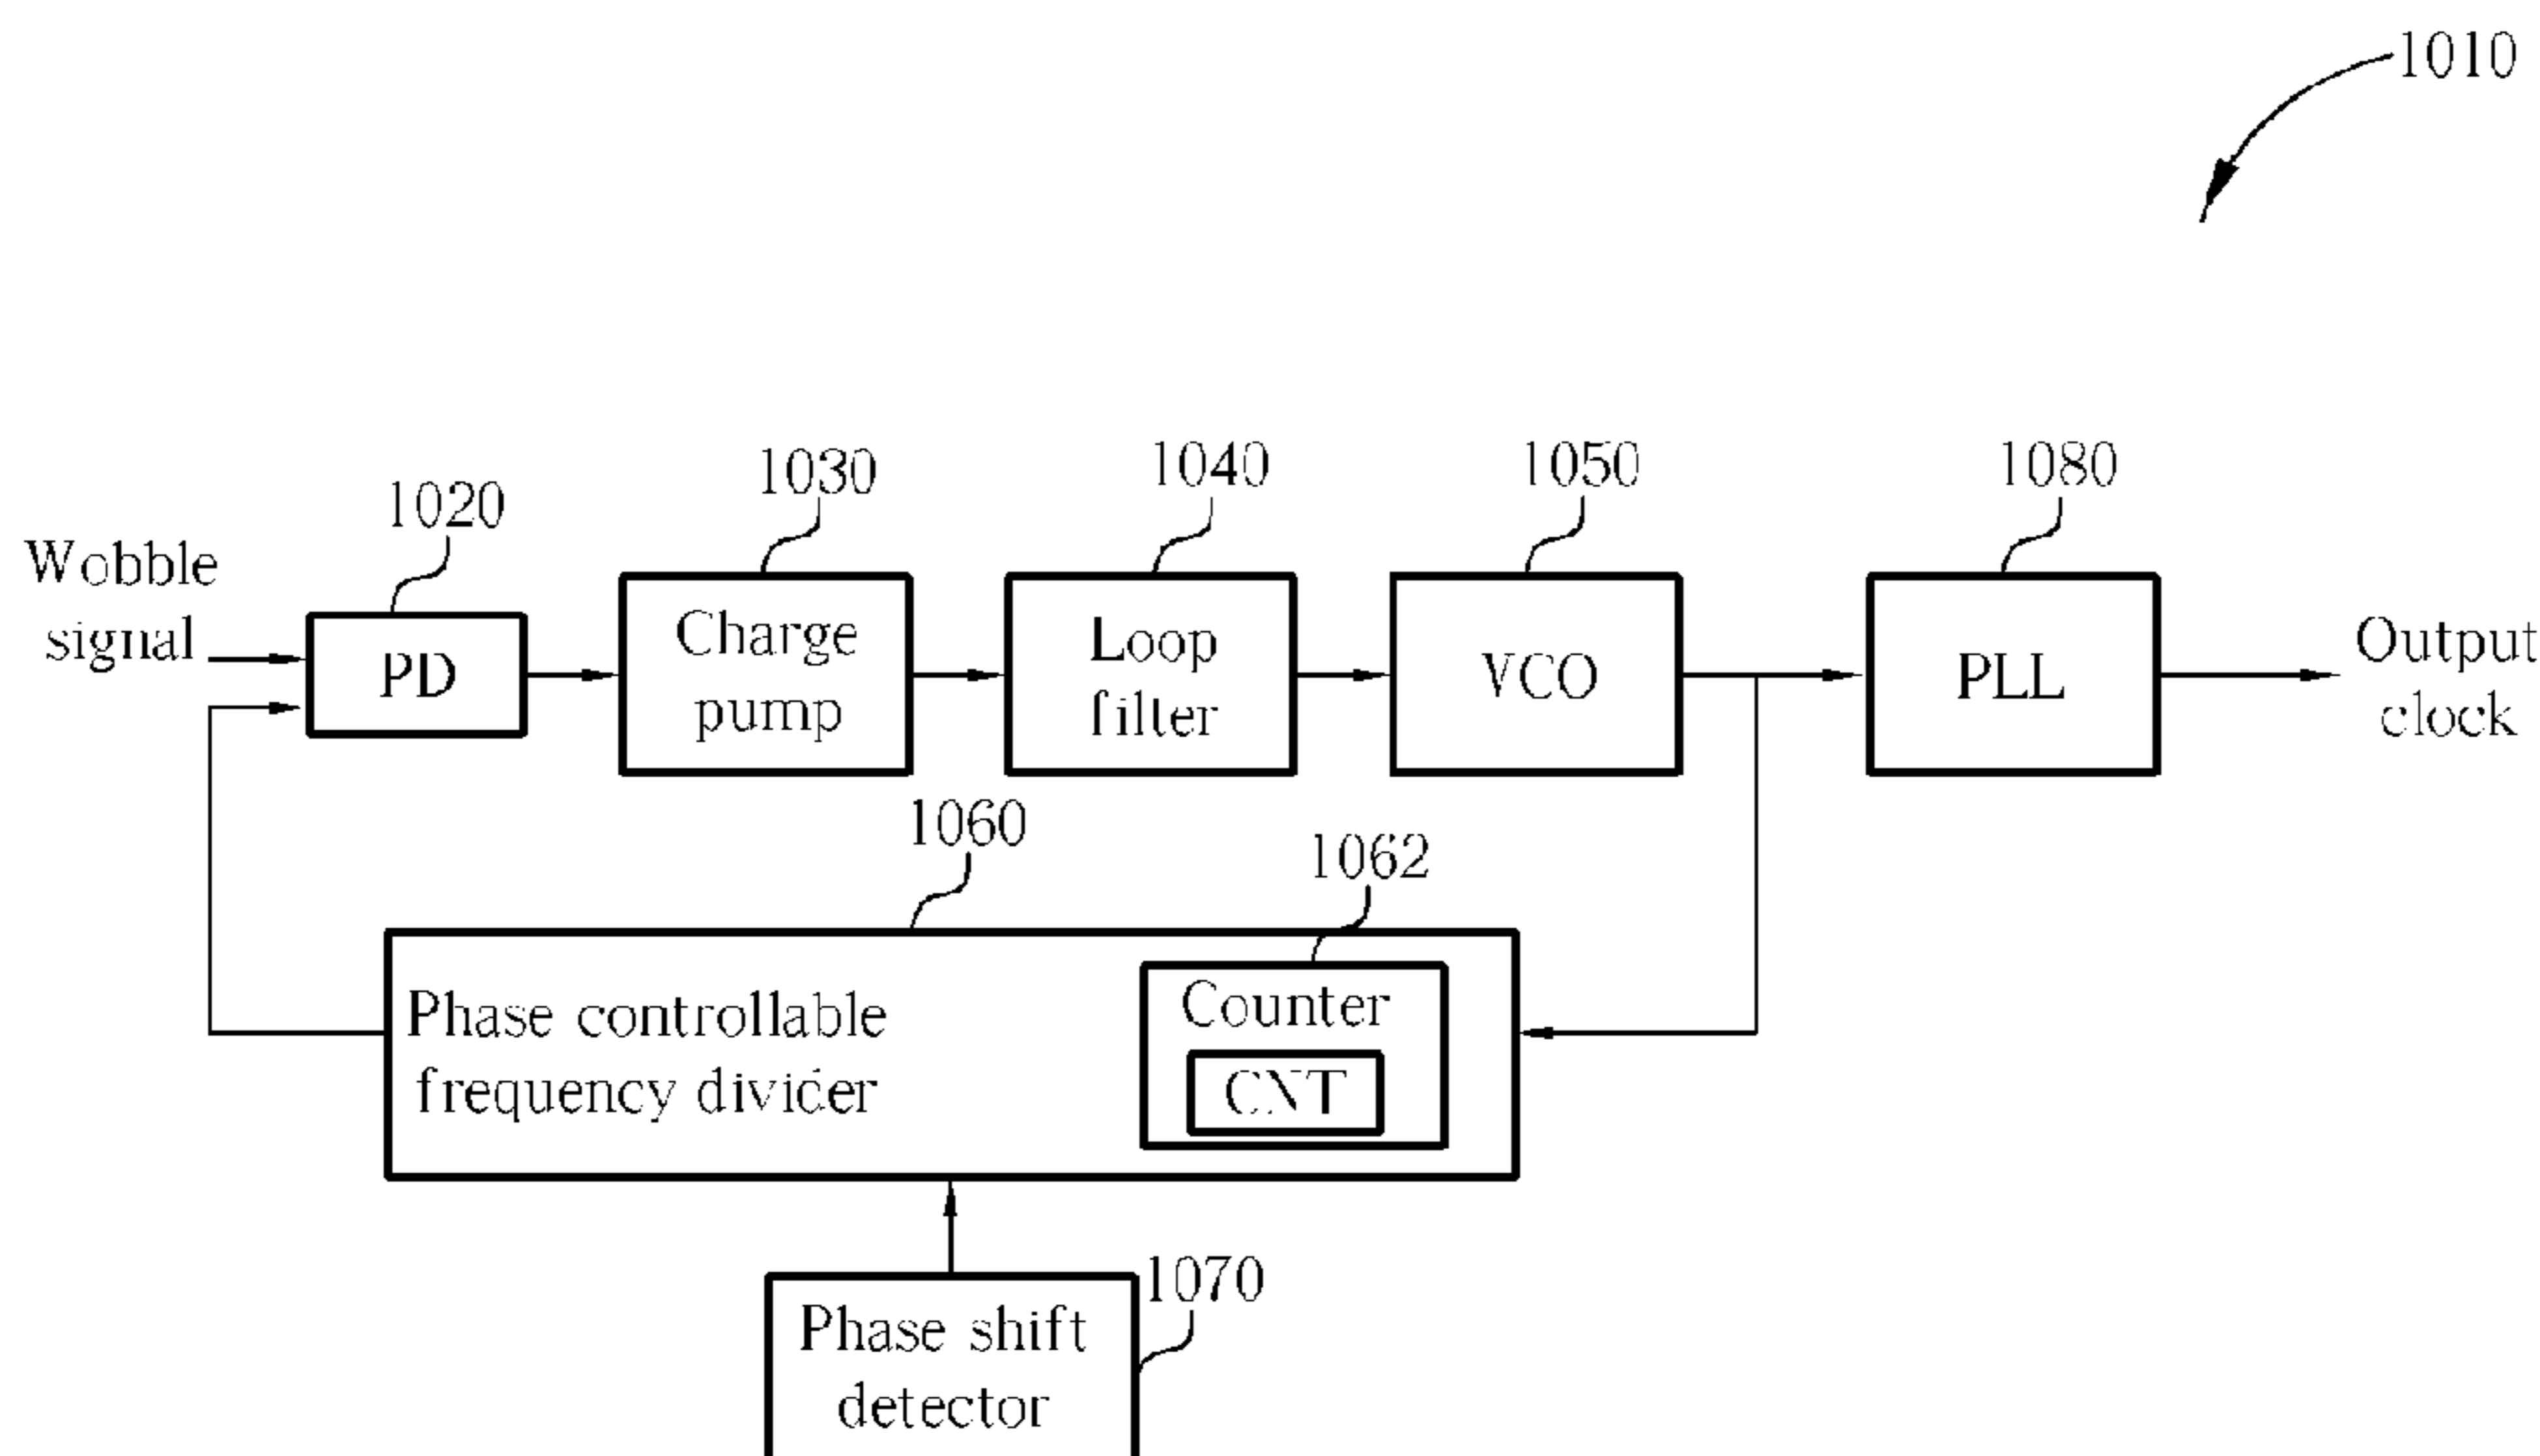 1010
1020
1030
1040
1050
1080
Wobble
signal
PD
Charge
pump
Loop
filter
VCO
PLL
Output
clock
1060
1062
Phase controllable
frequency divider
Counter
CNT
1070
Phase shift
detector